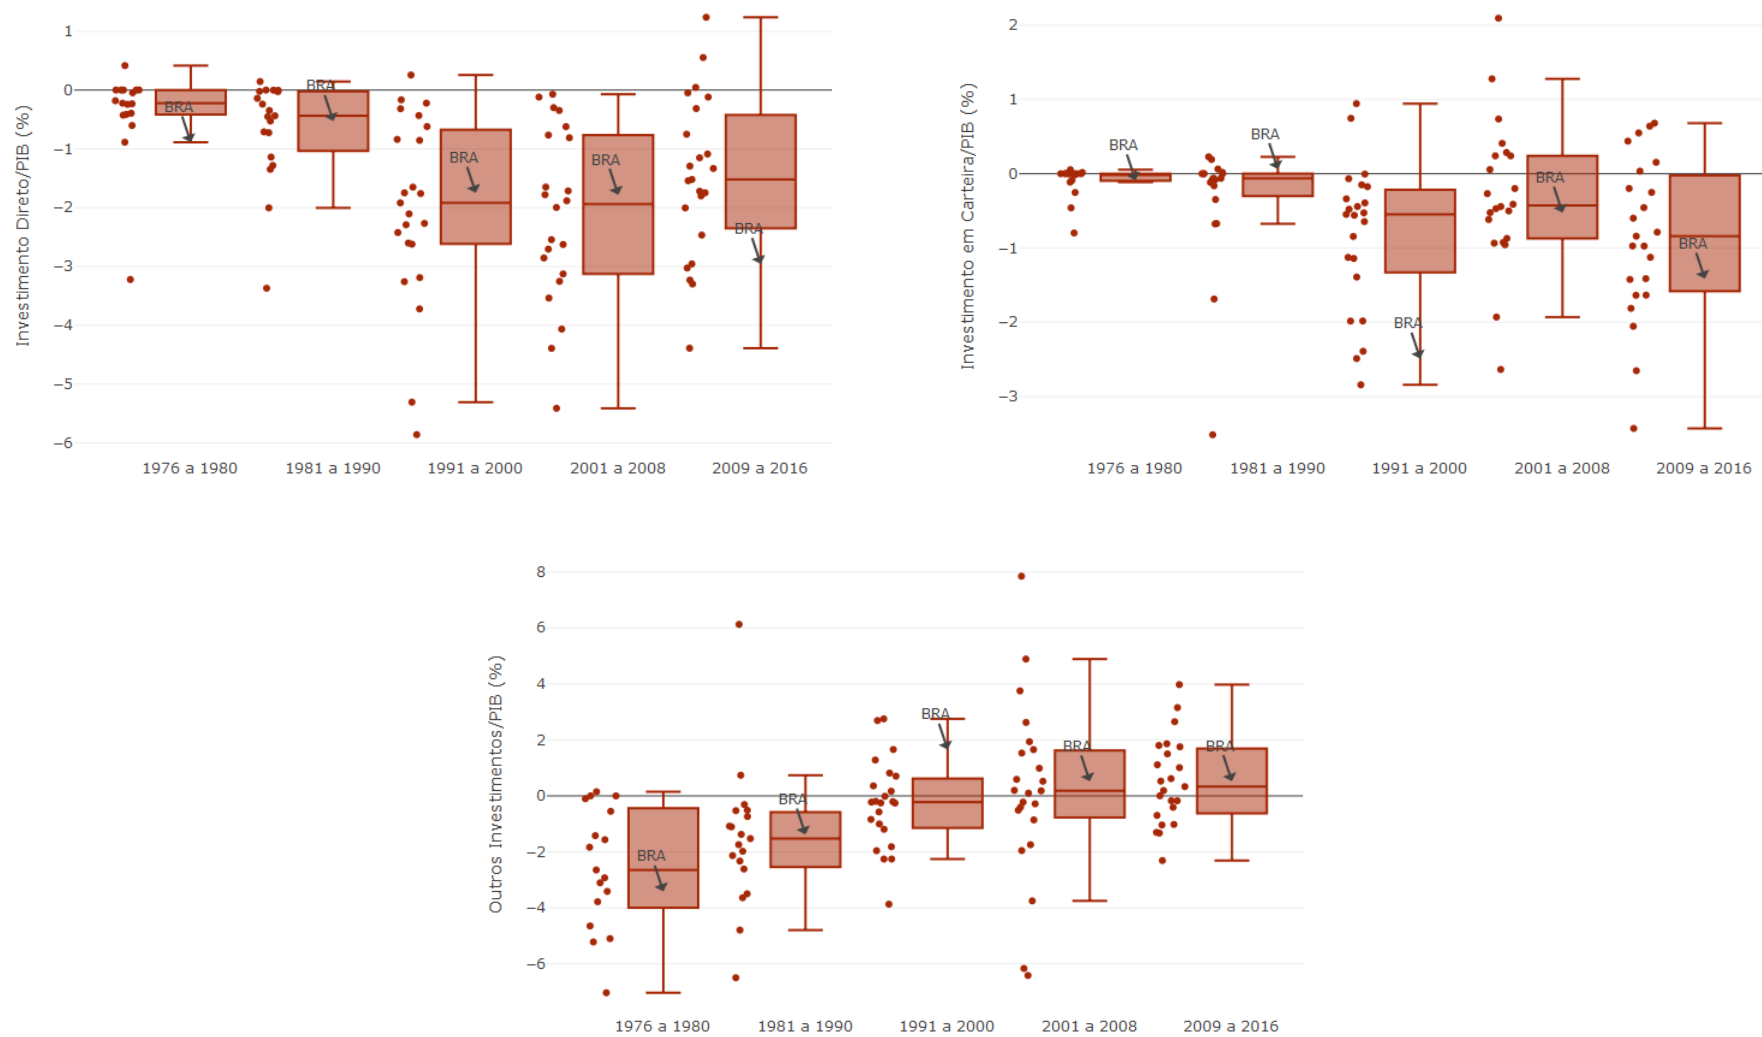 Investimento Direto/PIB (%)
1
0
−1
−2
−3
−4
−5
−6
BRA
BRA
BRA
BRA
BRA
1976 a 1980
1981 a 1990
1991 a 2000
2001 a 2008
2009 a 2016
Investimento em Carteira/PIB (%)
2
1
0
−1
−2
−3
BRA
BRA
BRA
BRA
BRA
1976 a 1980
1981 a 1990
1991 a 2000
2001 a 2008
2009 a 2016
Outros Investimentos/PIB (%)
8
6
4
2
0
−2
−4
−6
BRA
BRA
BRA
BRA
BRA
1976 a 1980
1981 a 1990
1991 a 2000
2001 a 2008
2009 a 2016